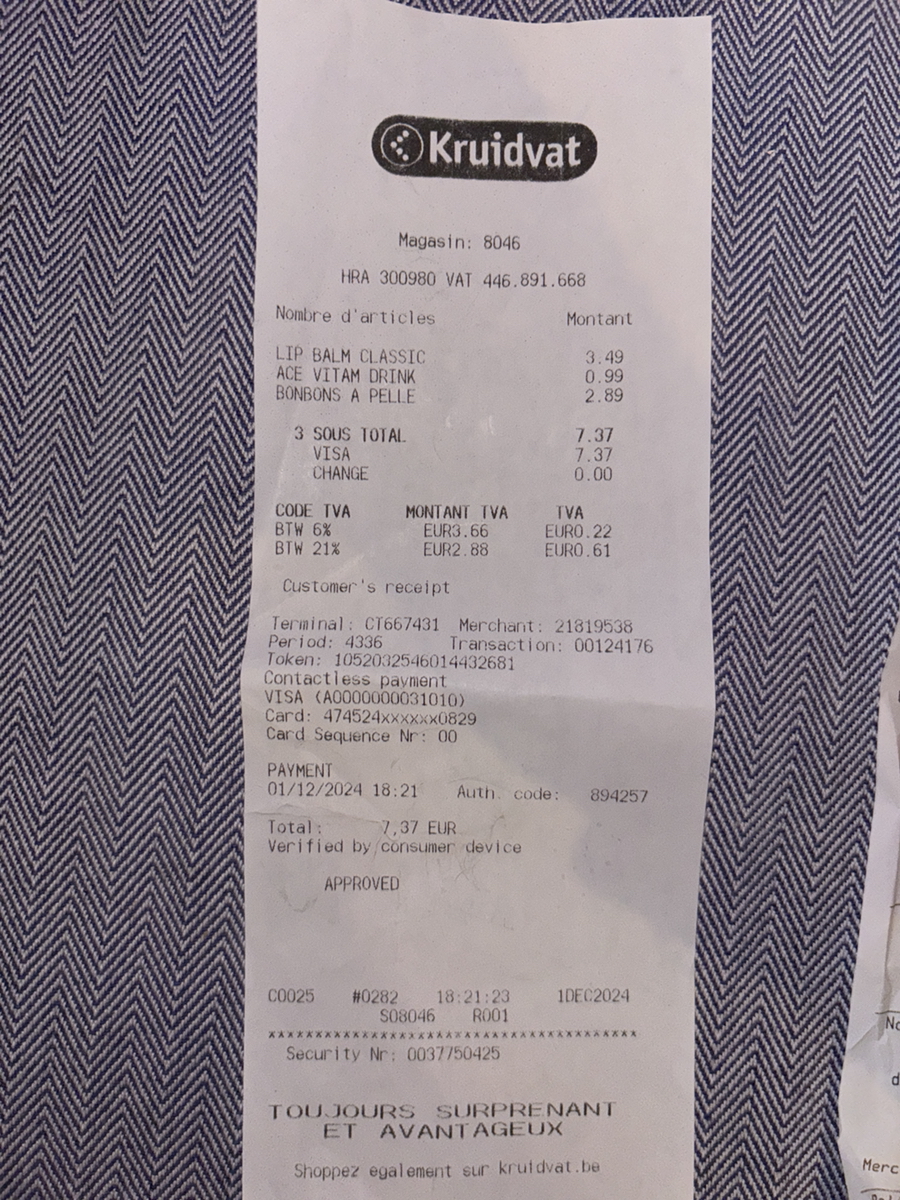 Kruidvat
Magasin: 8046
HRA 300980 VAT 446.891.668
Nombre d'articles Montant
LIP BALM CLASSIC 3.49
ACE VITAM DRINK 0.99
BONBONS A PELLE 2.89
3 SOUS TOTAL 7.37
VISA 7.37
CHANGE 0.00
CODE TVA MONTANT TVA TVA
BTW 6% EUR3.66 EUR0.22
BTW 21% EUR2.88 EUR0.61
Customer's receipt
Terminal: CT667431 Merchant: 21819538
Period: 4336 Transaction: 00124176
Token: 1052032546014432681
Contactless payment
VISA (A0000000031010)
Card: 474524xxxxxx0829
Card Sequence Nr: 00
PAYMENT
01/12/2024 18:21 Auth. code: 894257
Total: 7,37 EUR
Verified by consumer device
APPROVED
C0025 #0282 18:21:23 1DEC2024
S08046 R001
***************************************
Security Nr: 0037750425
TOUJOURS SURPRENANT
ET AVANTAGEUX
Shoppez egalement sur kruidvat.be